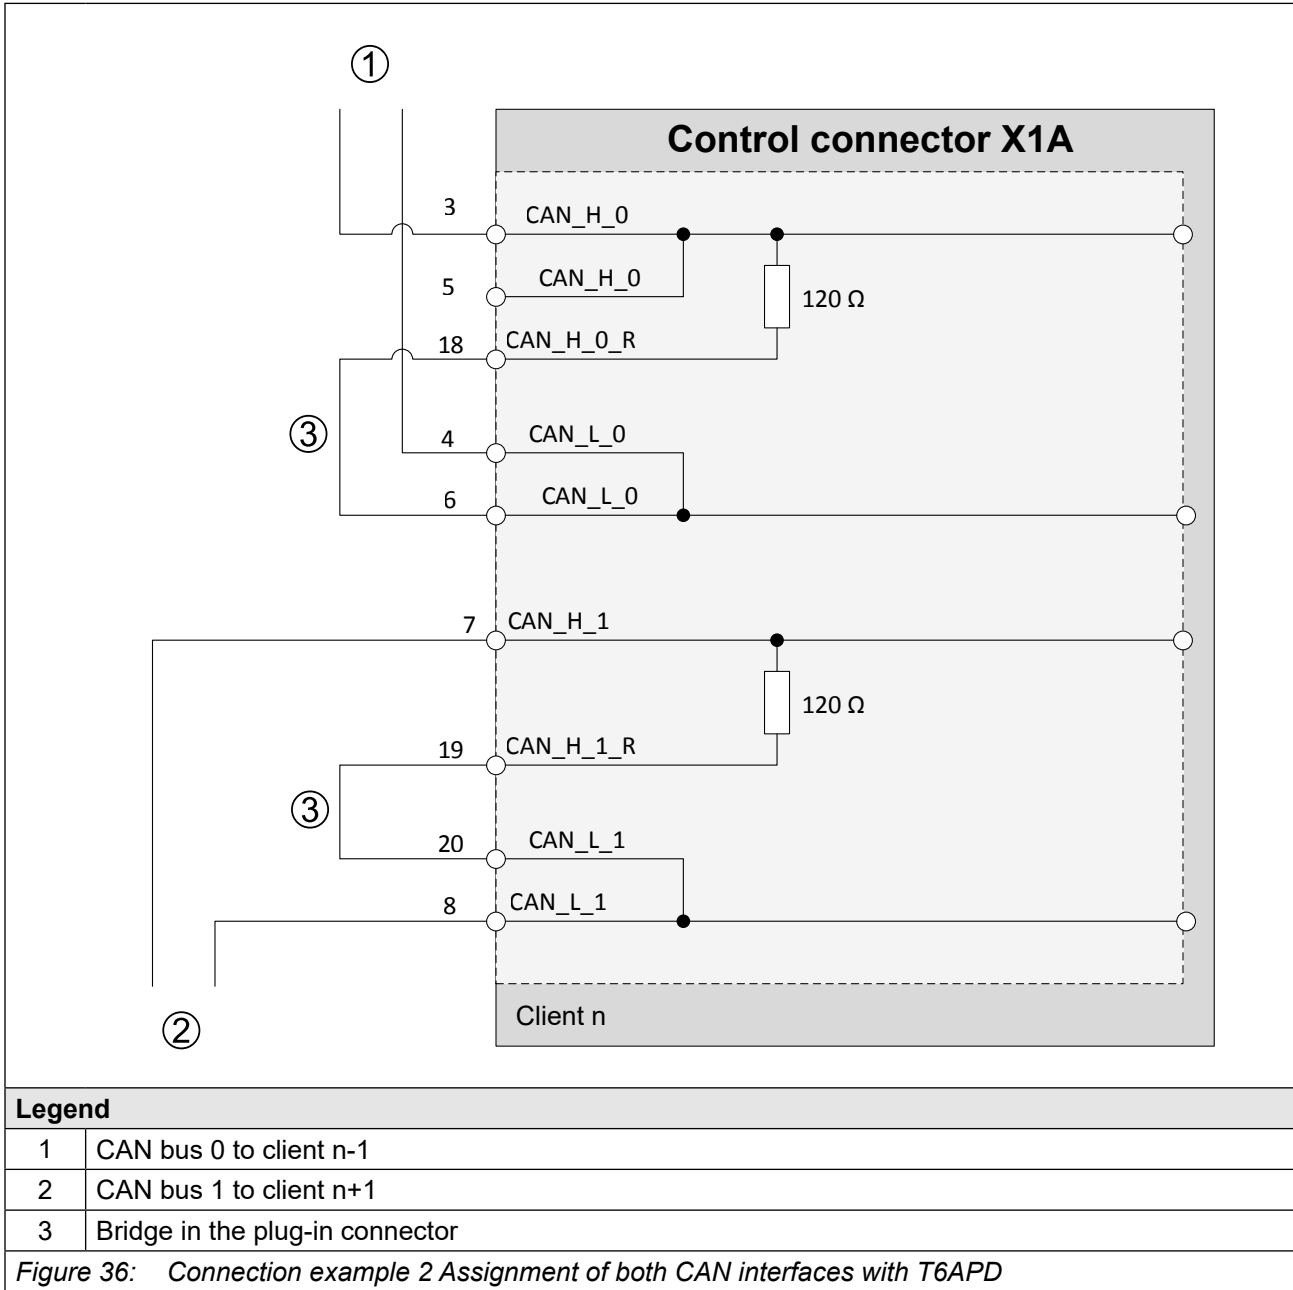 1
Control connector X1A
3 CAN_H_0
5 CAN_H_0
120 Ω
18 CAN_H_0_R
3
4 CAN_L_0
6 CAN_L_0
7 CAN_H_1
120 Ω
19 CAN_H_1_R
3
20 CAN_L_1
8 CAN_L_1
Client n
2
Legend
1 CAN bus 0 to client n-1
2 CAN bus 1 to client n+1
3 Bridge in the plug-in connector
Figure 36: Connection example 2 Assignment of both CAN interfaces with T6APD